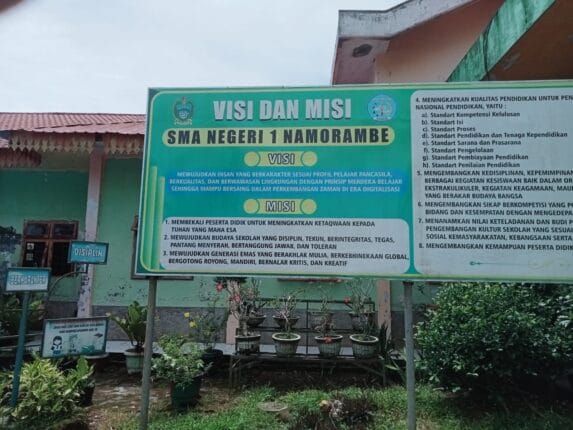 VISI DAN MISI
SMA NEGERI 1 NAMORAMBE
VISI
MEWUJUDKAN INSAN YANG BERKARAKTER SESUAI PROFIL PELAJAR PANCASILA,
BERKUALITAS, DAN BERWAWASAN LINGKUNGAN DENGAN PRINSIP MERDEKA BELAJAR
SEHINGGA MAMPU BERSAING DALAM PERKEMBANGAN ZAMAN DI ERA DIGITALISASI
MISI
1. MEMBEKALI PESERTA DIDIK UNTUK MENINGKATKAN KETAQWAAN KEPADA
TUHAN YANG MAHA ESA
2. MEWUJUDKAN BUDAYA SEKOLAH YANG DISIPLIN, TEKUN, BERINTEGRITAS, TEGAS,
PANTANG MENYERAH, BERTANGGUNG JAWAB, DAN TOLERAN
3. MEWUJUDKAN GENERASI EMAS YANG BERAKHLAK MULIA, BERKEBHINEKAAN GLOBAL,
BERGOTONG ROYONG, MANDIRI, BERNALAR KRITIS, DAN KREATIF
4. MENINGKATKAN KUALITAS PENDIDIKAN UNTUK
NASIONAL PENDIDIKAN, YAITU :
a) Standart Kompetensi Kelulusan
b) Standart Isi
c) Standart Proses
d) Standart Pendidikan dan Tenaga Kependidikan
e) Standart Sarana dan Prasarana
f) Standart Pengelolaan
g) Standart Pembiayaan Pendidikan
h) Standart Penilaian Pendidikan
5. MENGEMBANGKAN KEDISIPLINAN, KEPEMIMPINAN
BERBAGAI KEGIATAN KESISWAAN BAIK DALAM
EKSTRAKULIKULER, KEGIATAN KEAGAMAAN,
YANG BERAKAR BUDAYA BANGSA
6. MENGEMBANGKAN SIKAP BERKOMPETISI YANG
BIDANG DAN KESEMPATAN DENGAN
7. MENANAMKAN NILAI KETELADANAN DAN BUDI
PENGEMBANGAN KULTUR SEKOLAH YANG
SOSIAL KEMASYARAKATAN, KEBANGSAAN
8. MENGEMBANGKAN KEMAMPUAN PESERTA
DISIPLIN